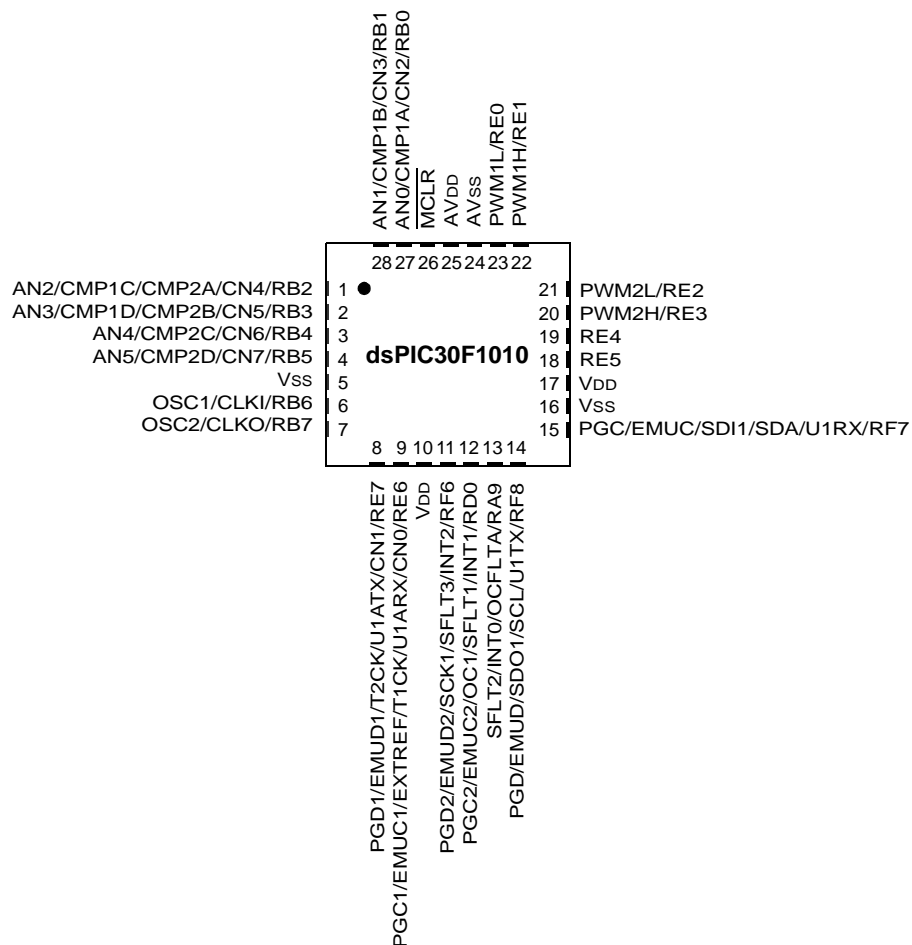 AN1/CMP1B/CN3/RB1
AN0/CMP1A/CN2/RB0
MCLR
AVDD
AVSS
PWM1L/RE0
PWM1H/RE1
28 27 26 25 24 23 22
AN2/CMP1C/CMP2A/CN4/RB2 1
AN3/CMP1D/CMP2B/CN5/RB3 2
AN4/CMP2C/CN6/RB4 3
AN5/CMP2D/CN7/RB5 4
VSS 5
OSC1/CLKI/RB6 6
OSC2/CLKO/RB7 7
dsPIC30F1010
21 PWM2L/RE2
20 PWM2H/RE3
19 RE4
18 RE5
17 VDD
16 VSS
15 PGC/EMUC/SDI1/SDA/U1RX/RF7
8 9 10 11 12 13 14
PGD1/EMUD1/T2CK/U1ATX/CN1/RE7
PGC1/EMUC1/EXTREF/T1CK/U1ARX/CN0/RE6
VDD
PGD2/EMUD2/SCK1/SFLT3/INT2/RF6
PGC2/EMUC2/OC1/SFLT1/INT1/RD0
SFLT2/INT0/OCFLTA/RA9
PGD/EMUD/SDO1/SCL/U1TX/RF8